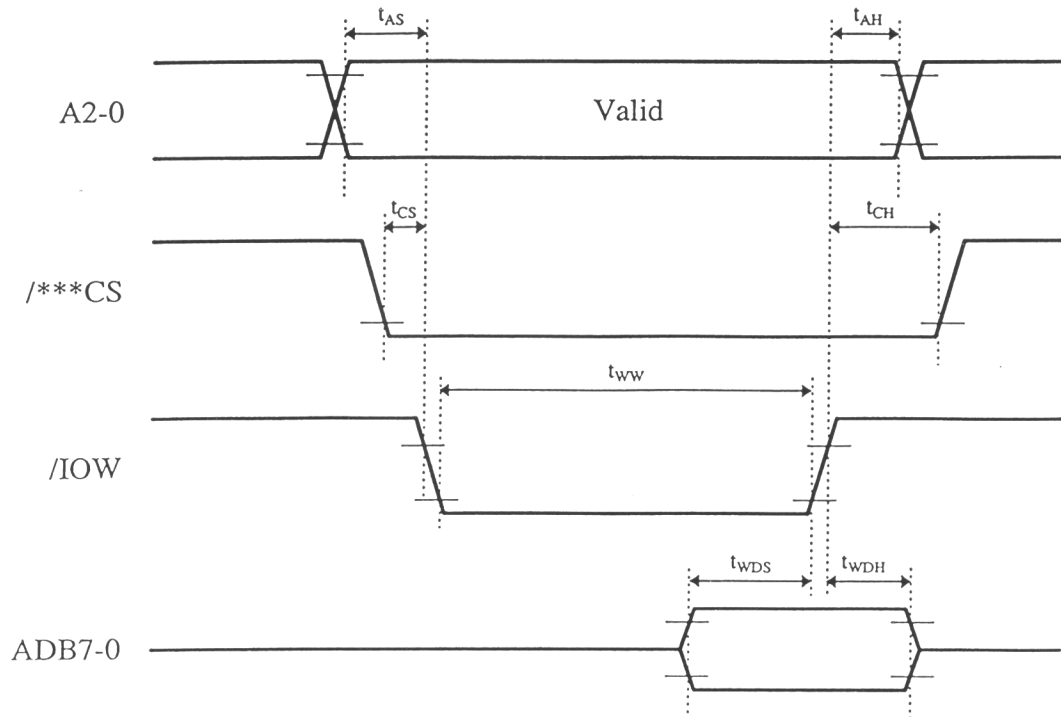 tAS
tAH
A2-0
Valid
tCS
tCH
/***CS
tWW
/IOW
tWDS
tWDH
ADB7-0